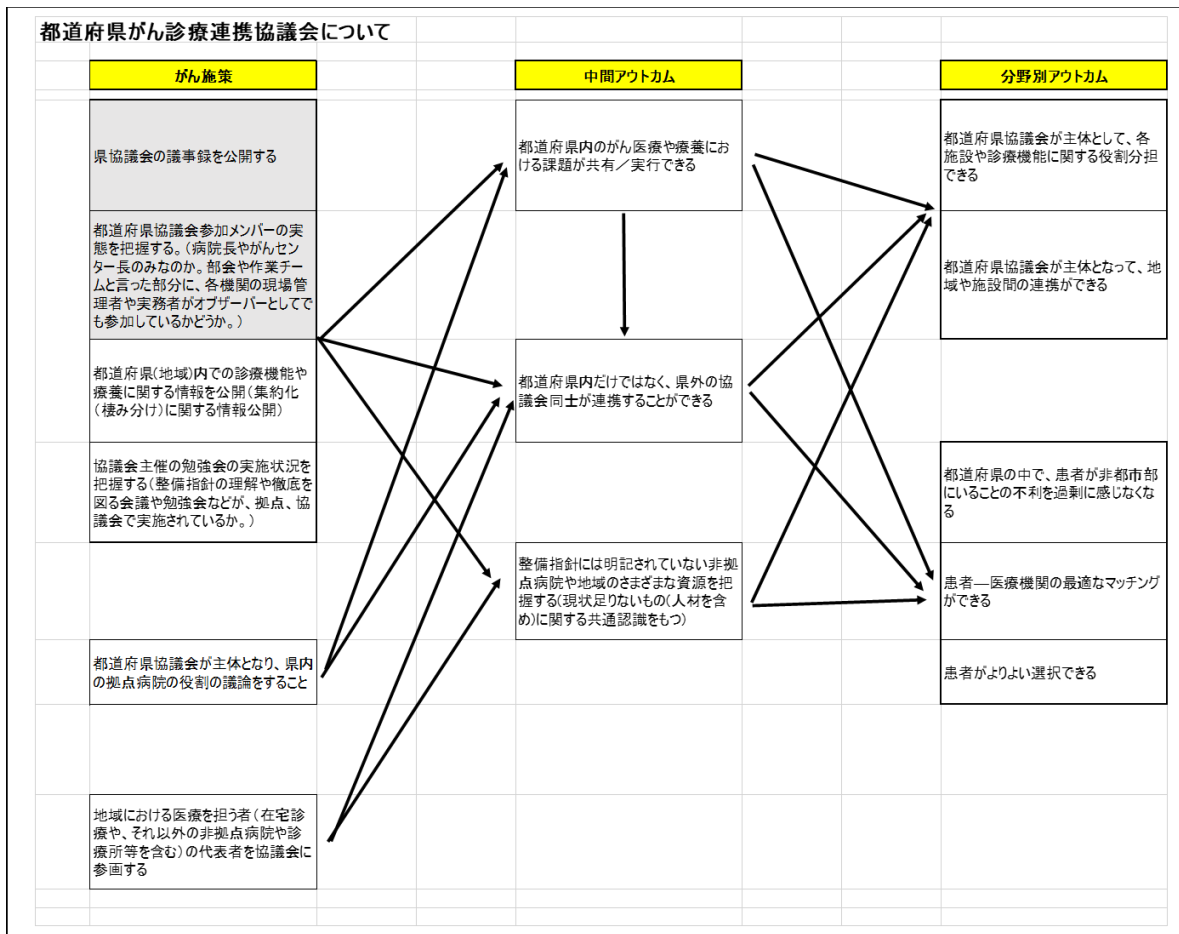 都道府県がん診療連携協議会について
がん施策
中間アウトカム
分野別アウトカム
県協議会の議事録を公開する
都道府県協議会参加メンバーの実
態を把握する。（病院長やがんセン
ター長のみなのか。部会や作業チー
ムと言った部分に、各機関の現場管
理者や実務者がオブザーバーとしてで
も参加しているかどうか。）
都道府県(地域)内での診療機能や
療養に関する情報を公開(集約化
(棲み分け)に関する情報公開)
協議会主催の勉強会の実施状況を
把握する(整備指針の理解や徹底を
図る会議や勉強会などが、拠点、協
議会で実施されているか。)
都道府県協議会が主体となり、県内
の拠点病院の役割の議論をすること
地域における医療を担う者(在宅診
療や、それ以外の非拠点病院や診
療所等を含む)の代表者を協議会に
参画する
都道府県内のがん医療や療養にお
ける課題が共有／実行できる
都道府県内だけではなく、県外の協
議会同士が連携することができる
整備指針には明記されていない非拠
点病院や地域のさまざまな資源を把
握する(現状足りないもの(人材を含
め)に関する共通認識をもつ)
都道府県協議会が主体として、各
施設や診療機能に関する役割分担
できる
都道府県協議会が主体となって、地
域や施設間の連携ができる
都道府県の中で、患者が非都市部
にいることの不利を過剰に感じなくな
る
患者―医療機関の最適なマッチング
ができる
患者がよりよい選択できる